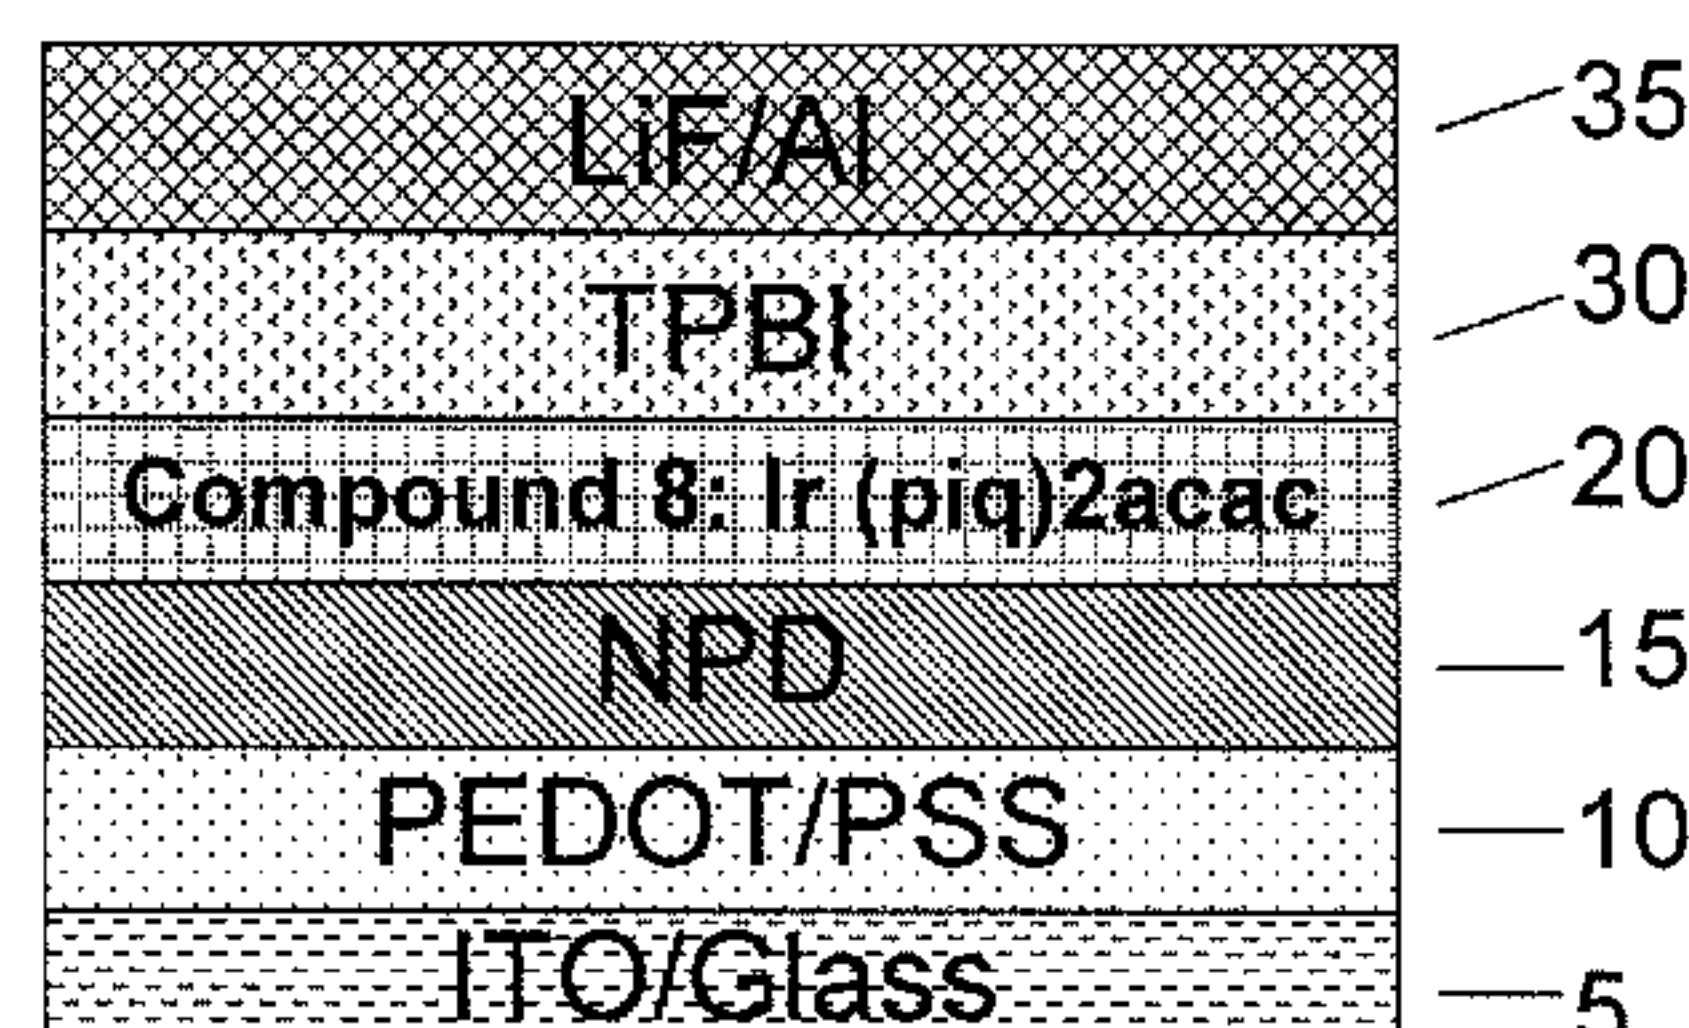 LiF/Al 35
TPBI 30
Compound 8: Ir (piq)2acac 20
NPD 15
PEDOT/PSS 10
ITO/Glass 5